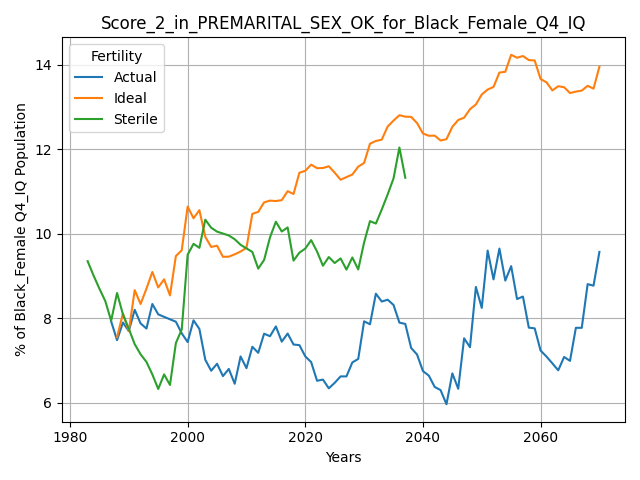 Score_2_in_PREMARITAL_SEX_OK_for_Black_Female_Q4_IQ
% of Black_Female Q4_IQ Population
14
12
10
8
6
Fertility
Actual
Ideal
Sterile
1980
2000
2020
2040
2060
Years